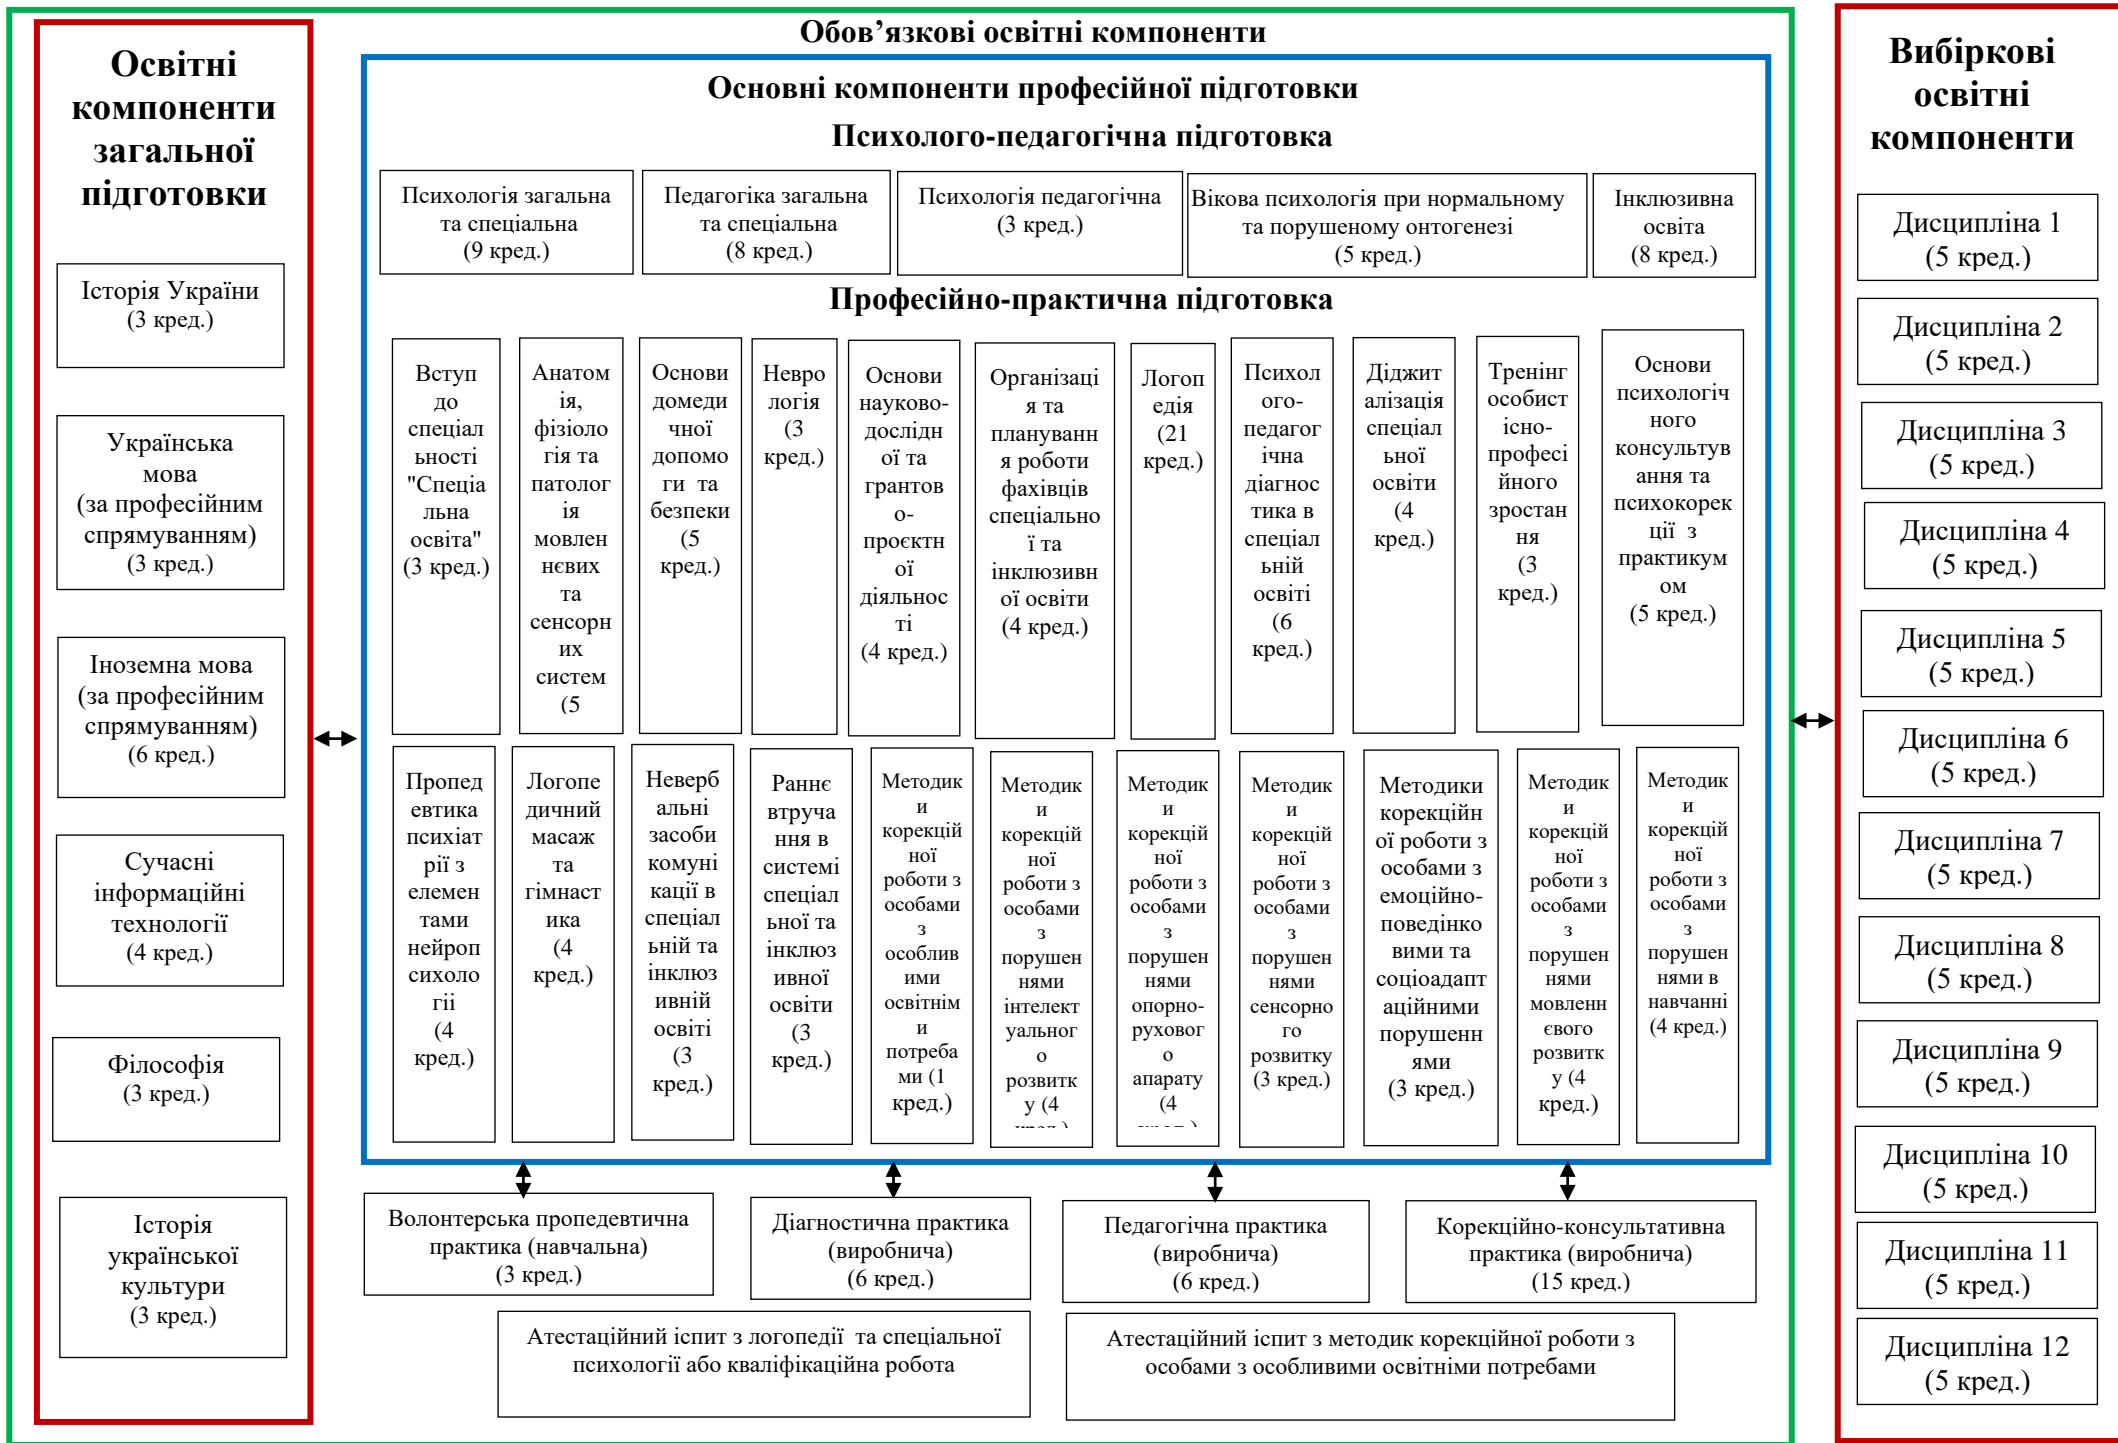 Обов’язкові освітні компоненти
Освітні
компоненти
загальної
підготовки
Історія України
(3 кред.)
Українська
мова
(за професійним
спрямуванням)
(3 кред.)
Іноземна мова
(за професійним
спрямуванням)
(6 кред.)
Сучасні
інформаційні
технології
(4 кред.)
Філософія
(3 кред.)
Історія
української
культури
(3 кред.)
Основні компоненти професійної підготовки
Психолого-педагогічна підготовка
Психологія загальна
та спеціальна
(9 кред.)
Педагогіка загальна
та спеціальна
(8 кред.)
Психологія педагогічна
(3 кред.)
Вікова психологія при нормальному
та порушеному онтогенезі
(5 кред.)
Інклюзивна
освіта
(8 кред.)
Професійно-практична підготовка
Вступ
до
спеціал
ьності
"Спеціа
льна
освіта"
(3 кред.)
Анатом
ія,
фізіоло
гія та
патолог
ія
мовлен
нєвих
та
сенсорн
их
систем
(5
Основи
домеди
чної
допомо
ги та
безпеки
(5
кред.)
Невро
логія
(3
кред.)
Основи
науково-
дослідн
ої та
грантов
о-
проєктн
ої
діяльнос
ті
(4 кред.)
Організаці
я та
плануванн
я роботи
фахівців
спеціально
ї та
інклюзивн
ої освіти
(4 кред.)
Логоп
едія
(21
кред.)
Психол
ого-
педагог
ічна
діагнос
тика в
спеціал
ьній
освіті
(6
кред.)
Діджит
алізація
спеціал
ьної
освіти
(4
кред.)
Тренінг
особист
існо-
професі
йного
зростан
ня
(3
кред.)
Основи
психологіч
ного
консультув
ання та
психокорек
ції з
практикум
ом
(5 кред.)
Пропед
евтика
психіат
рії з
елемен
тами
нейроп
сихоло
гіі
(4
кред.)
Логопе
дичний
масаж
та
гімнаст
ика
(4
кред.)
Неверб
альні
засоби
комуні
кації в
спеціал
ьній та
інклюз
ивній
освіті
(3
кред.)
Раннє
втруча
ння в
системі
спеціал
ьної та
інклюз
ивної
освіти
(3
кред.)
Методик
и
корекцій
ної
роботи з
особами
з
особлив
ими
освітнім
и
потреба
ми (1
кред.)
Методик
и
корекцій
ної
роботи з
особами
з
порушен
нями
інтелект
уального
о
розвитк
у (4
кред.)
Методик
и
корекцій
ної
роботи з
особами
з
порушен
нями
опорно-
руховог
о
апарату
(4
кред.)
Методик
и
корекцій
ної
роботи з
особами
з
порушен
нями
сенсорно
го
розвитку
(3 кред.)
Методики
корекційн
ої роботи з
особами з
емоційно-
поведінко
вими та
соціоадапт
аційними
порушенн
ями
(3 кред.)
Методик
и
корекцій
ної
роботи з
особами
з
порушен
нями
мовленн
євого
розвитк
у (4
кред.)
Методик
и
корекцій
ної
роботи з
особами
з
порушен
нями в
навчанні
(4 кред.)
Волонтерська пропедевтична
практика (навчальна)
(3 кред.)
Діагностична практика
(виробнича)
(6 кред.)
Педагогічна практика
(виробнича)
(6 кред.)
Корекційно-консультативна
практика (виробнича)
(15 кред.)
Атестаційний іспит з логопедії та спеціальної
психології або кваліфікаційна робота
Атестаційний іспит з методик корекційної роботи з
особами з особливими освітніми потребами
Вибіркові
освітні
компоненти
Дисципліна 1
(5 кред.)
Дисципліна 2
(5 кред.)
Дисципліна 3
(5 кред.)
Дисципліна 4
(5 кред.)
Дисципліна 5
(5 кред.)
Дисципліна 6
(5 кред.)
Дисципліна 7
(5 кред.)
Дисципліна 8
(5 кред.)
Дисципліна 9
(5 кред.)
Дисципліна 10
(5 кред.)
Дисципліна 11
(5 кред.)
Дисципліна 12
(5 кред.)